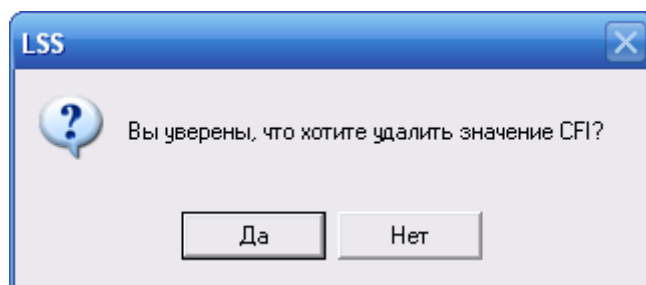 LSS
Вы уверены, что хотите удалить значение CFI?
Да
Нет